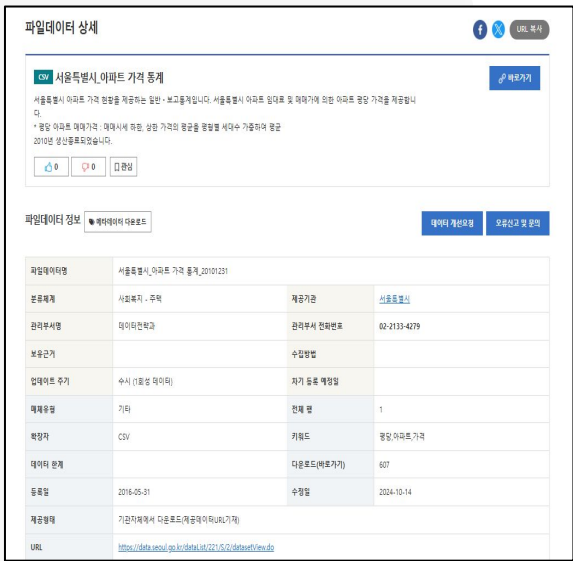 파일데이터 상세
f X URL 복사
CSV 서울특별시_아파트 가격 통계
바로가기
서울특별시 아파트 가격 현황을 제공하는 일반·보고통계입니다. 서울특별시 아파트 임대료 및 매매가에 의한 아파트 평당 가격을 제공합니
다.
* 평당 아파트 매매가격 : 매매시세 하한, 상한 가격의 평균을 평형별 세대수 가중하여 평균
2010년 생산종료되었습니다.
0 0 관심
파일데이터 정보 메타데이터 다운로드 데이터 개선요청 오류신고 및 문의
파일데이터명 서울특별시_아파트 가격 통계_20101231
분류체계 사회복지 - 주택 제공기관 서울특별시
관리부서명 데이터전략과 관리부서 전화번호 02-2133-4279
보유근거 수집방법
업데이트 주기 수시 (1회성 데이터) 차기 등록 예정일
매체유형 기타 전체 행 1
확장자 CSV 키워드 평당,아파트,가격
데이터 한계 다운로드(바로가기) 607
등록일 2016-05-31 수정일 2024-10-14
제공형태 기관자체에서 다운로드(제공데이터URL기재)
URL https://data.seoul.go.kr/dataList/221/S/2/datasetView.do